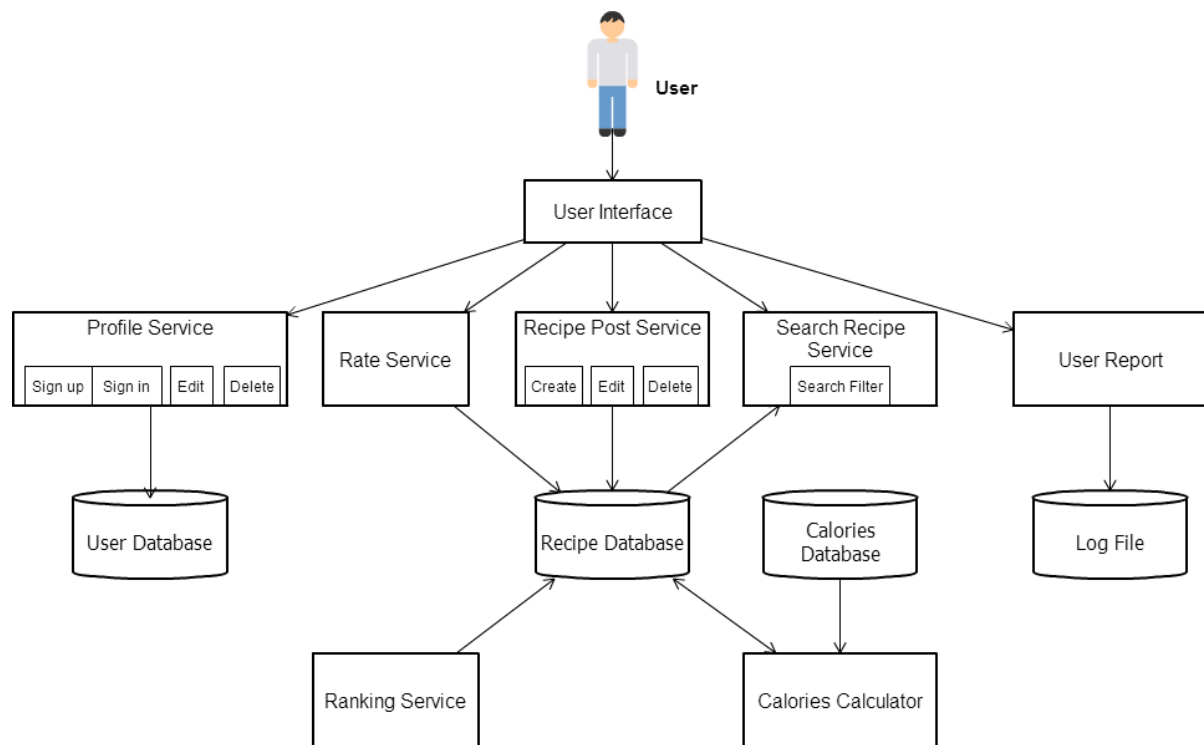 User
User Interface
Profile Service
Sign up
Sign in
Edit
Delete
Rate Service
Recipe Post Service
Create
Edit
Delete
Search Recipe
Service
Search Filter
User Report
User Database
Recipe Database
Calories
Database
Log File
Ranking Service
Calories Calculator